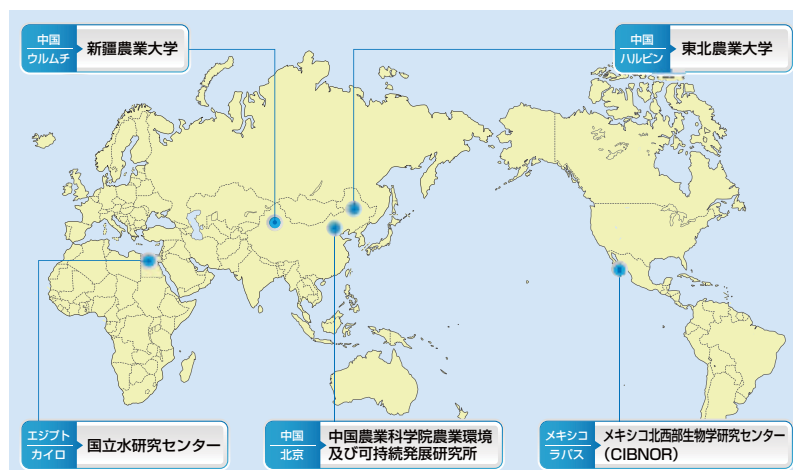 中国
ウルムチ
新疆農業大学
中国
ハルビン
東北農業大学
エジプト
カイロ
国立水研究センター
中国
北京
中国農業科学院農業環境
及び可持続発展研究所
メキシコ
ラパス
メキシコ北西部生物学研究センター
(CIBNOR)